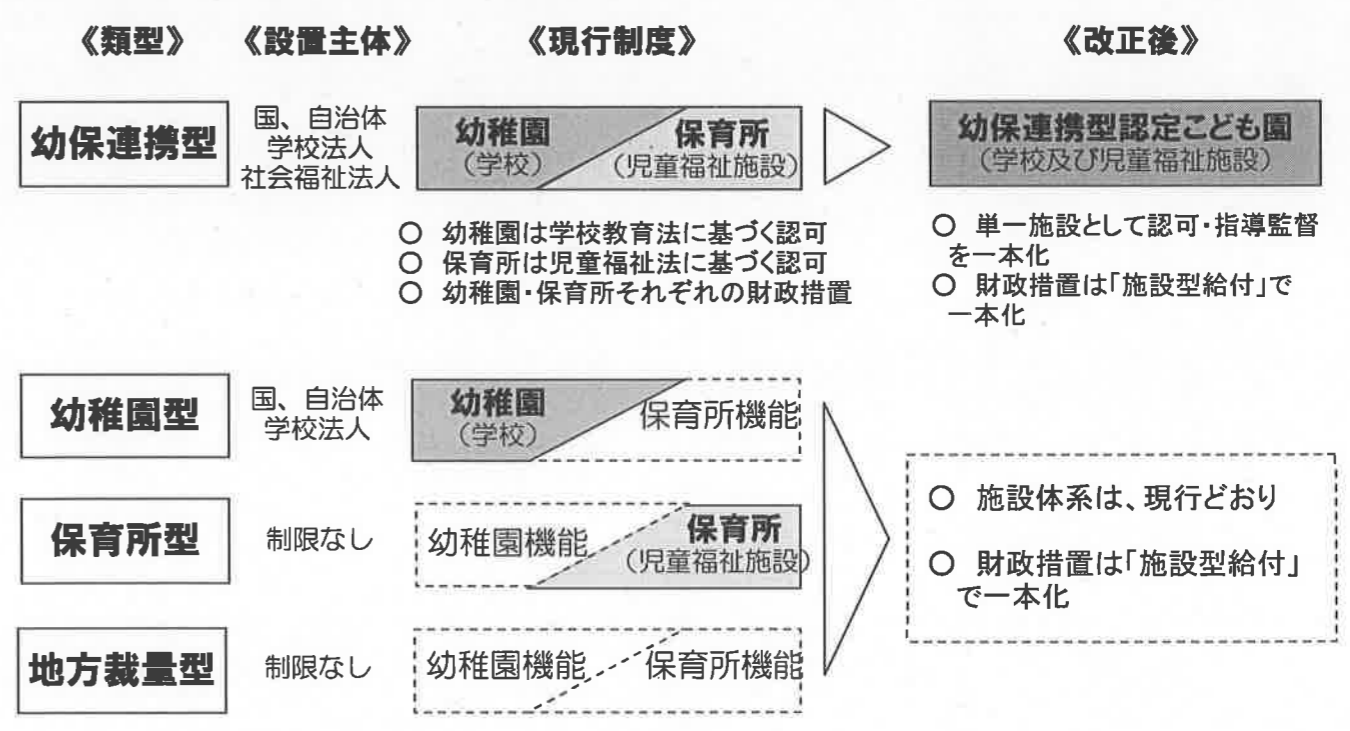 《類型》 《設置主体》 《現行制度》 《改正後》
幼保連携型
国、自治体
学校法人
社会福祉法人
幼稚園
(学校)
保育所
(児童福祉施設)
幼保連携型認定こども園
(学校及び児童福祉施設)
○ 幼稚園は学校教育法に基づく認可
○ 保育所は児童福祉法に基づく認可
○ 幼稚園・保育所それぞれの財政措置
○ 単一施設として認可・指導監督
を一本化
○ 財政措置は「施設型給付」で
一本化
幼稚園型
国、自治体
学校法人
幼稚園
(学校)
保育所機能
保育所型
制限なし
幼稚園機能
保育所
(児童福祉施設)
地方裁量型
制限なし
幼稚園機能
保育所機能
○ 施設体系は、現行どおり
○ 財政措置は「施設型給付」
で一本化